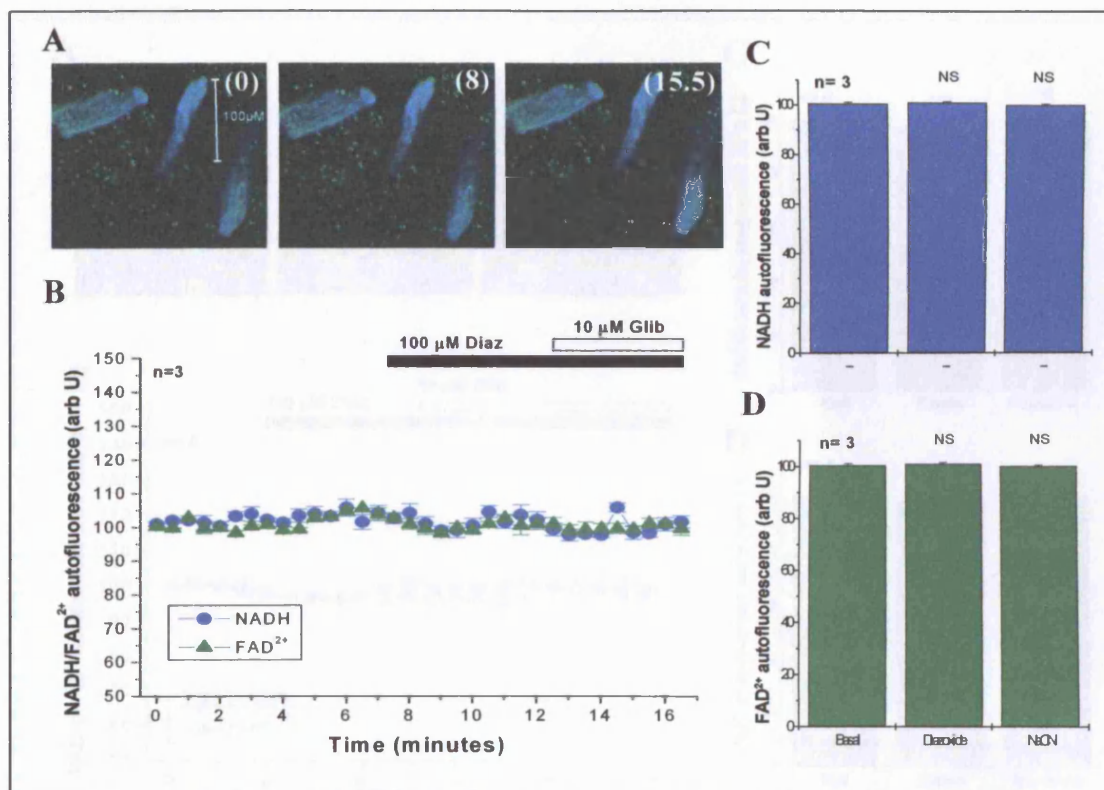 A
(0)
100µM
(8)
(15.5)
B
NADH/FAD²⁺ autofluorescence (arb U)
150
140
130
120
110
100
90
80
70
60
50
n=3
100 µM Diaz
10 µM Glib
NADH
FAD²⁺
0 2 4 6 8 10 12 14 16
Time (minutes)
C
NADH autofluorescence (arb U)
100
80
60
40
20
0
n= 3
NS
NS
- - -
D
FAD²⁺ autofluorescence (arb U)
100
80
60
40
20
0
n= 3
NS
NS
Basal Diazoxide NaCN